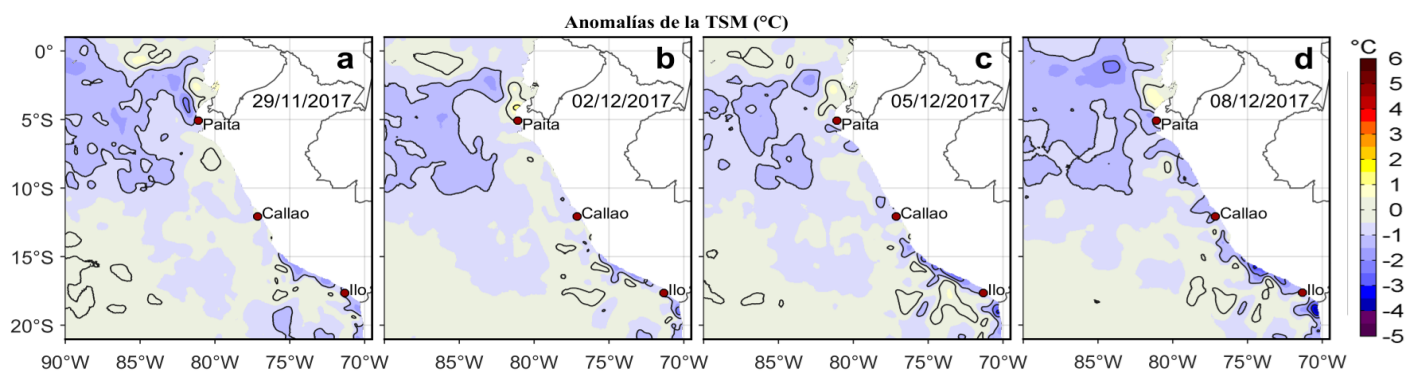 Anomalías de la TSM (°C)
a
b
c
d
29/11/2017
02/12/2017
05/12/2017
08/12/2017
Paita
Paita
Paita
Paita
Callao
Callao
Callao
Callao
Ilo
Ilo
Ilo
Ilo
0°
5°S
10°S
15°S
20°S
90°W 85°W 80°W 75°W 70°W
85°W 80°W 75°W 70°W
85°W 80°W 75°W 70°W
85°W 80°W 75°W 70°W
°C
6
5
4
3
2
1
0
-1
-2
-3
-4
-5